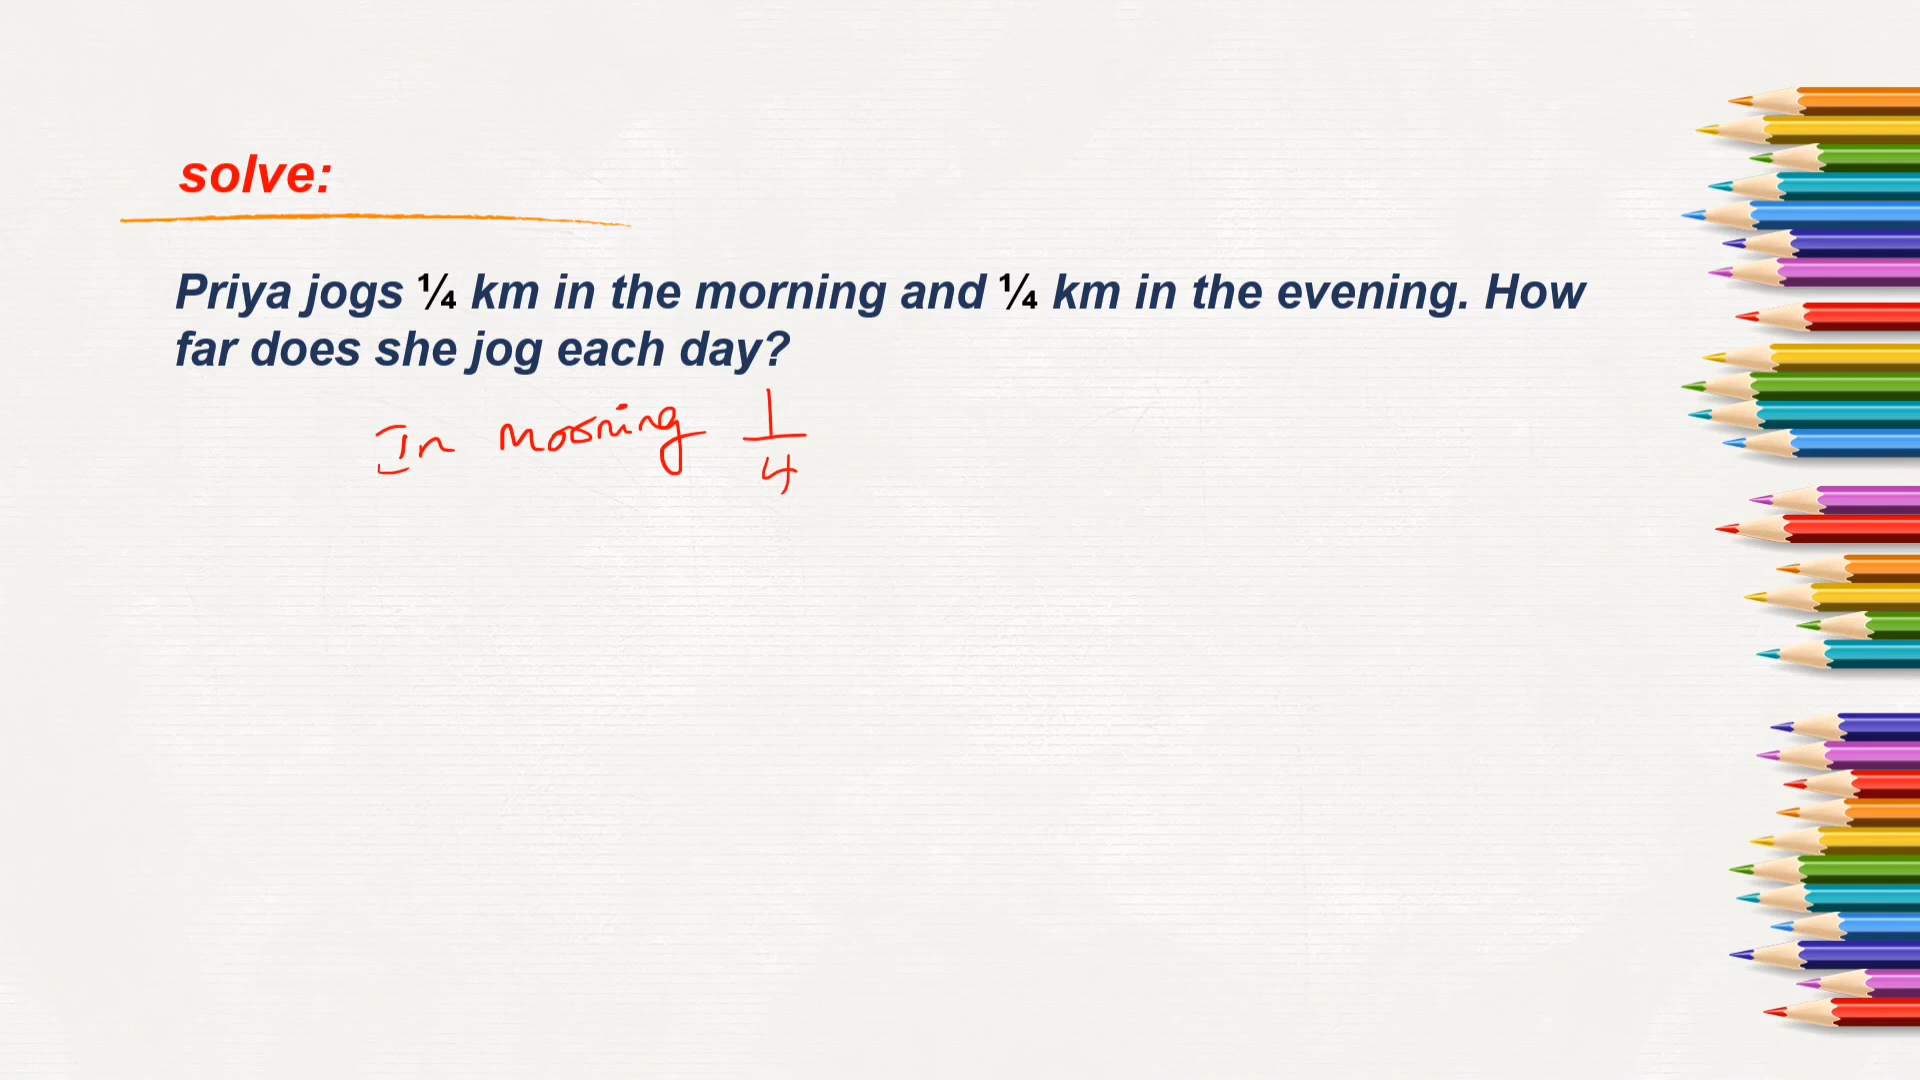 solve:
Priya jogs ¼ km in the morning and ¼ km in the evening. How
far does she jog each day?
In morning 1/4